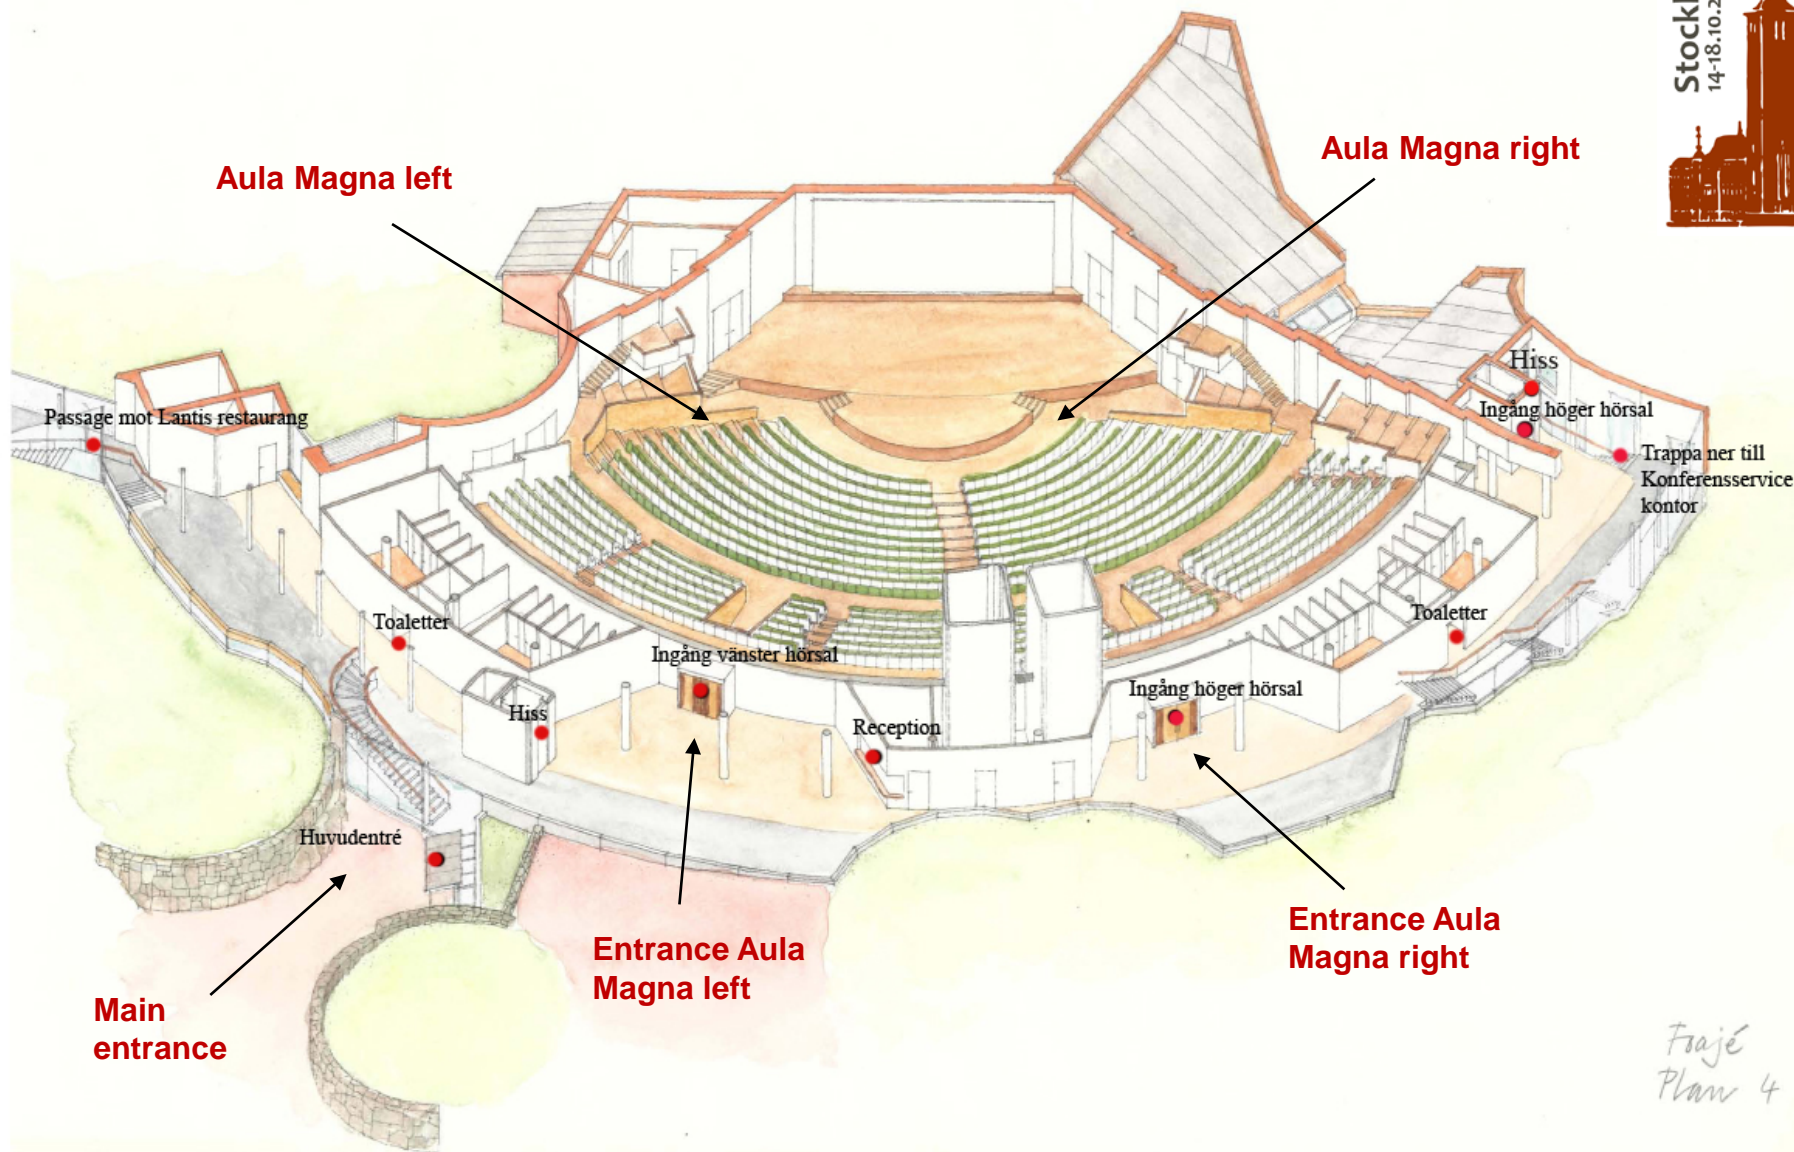 14-18.10.2
Aula Magna right
Aula Magna left
Hiss
Ingång höger hörsal
Passage mot Lantis restaurang
Trappa ner till
Konferensservice
kontor
Toaletter
Toaletter
Ingång vänster hörsal
Ingång höger hörsal
Hiss
Reception
Huvudentré
Entrance Aula
Magna left
Entrance Aula
Magna right
Main
entrance
Foajé
Plan 4